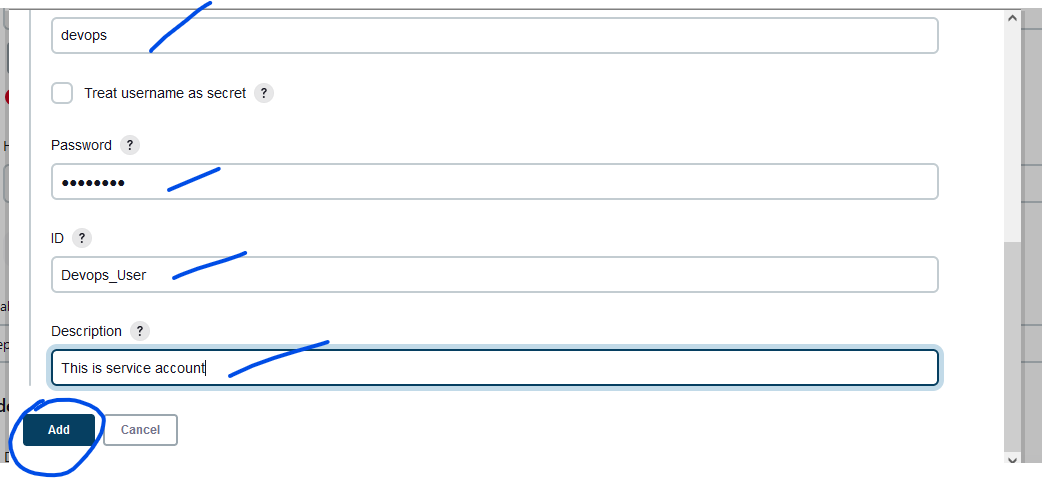 devops
Treat username as secret ?
Password ?
••••••••
ID ?
Devops_User
Description ?
This is service account
Add Cancel